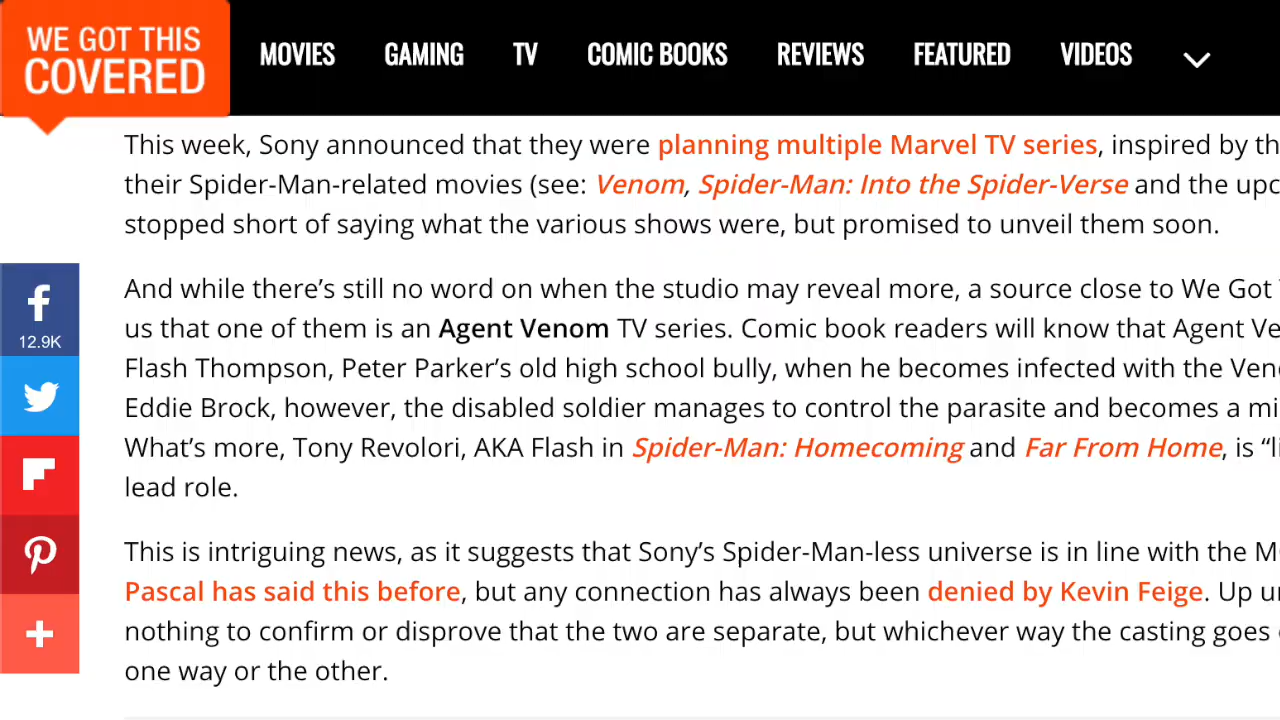 WE GOT THIS
COVERED
MOVIES GAMING TV COMIC BOOKS REVIEWS FEATURED VIDEOS
This week, Sony announced that they were planning multiple Marvel TV series, inspired by
their Spider-Man-related movies (see: Venom, Spider-Man: Into the Spider-Verse and the
stopped short of saying what the various shows were, but promised to unveil them soon.
And while there's still no word on when the studio may reveal more, a source close to We Got
us that one of them is an Agent Venom TV series. Comic book readers will know that Agent
Flash Thompson, Peter Parker's old high school bully, when he becomes infected with the
Eddie Brock, however, the disabled soldier manages to control the parasite and becomes a
What's more, Tony Revolori, AKA Flash in Spider-Man: Homecoming and Far From Home, is
lead role.
This is intriguing news, as it suggests that Sony's Spider-Man-less universe is in line with the
Pascal has said this before, but any connection has always been denied by Kevin Feige. Up
nothing to confirm or disprove that the two are separate, but whichever way the casting goes
one way or the other.
12.9K